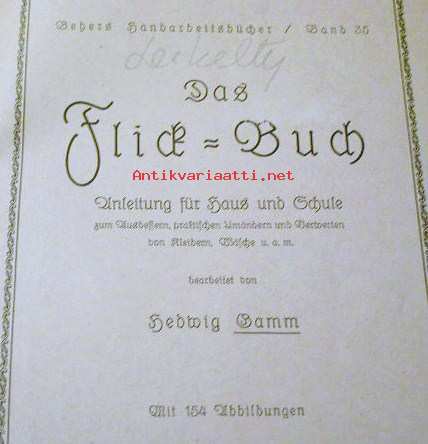 Beyers Handarbeitsbücher / Band 35
Das
Flick-Buch
Antikvariaatti.net
Anleitung für Haus und Schule
zum Ausbessern, praktischen Umändern und Verwerten
von Kleidern, Wäsche u. a. m.
bearbeitet von
Hedwig Gamm
Mit 154 Abbildungen